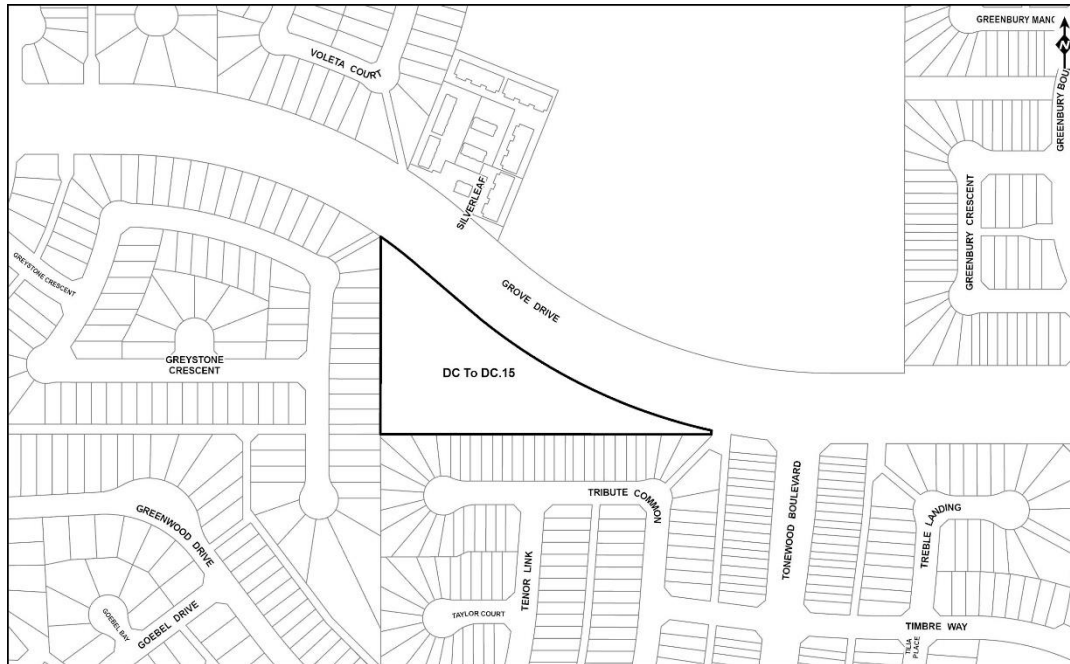 GREENBURY MANO
N
VOLETA COURT
GREENBURY BOU
SILVERLEAF
GREENBURY CRESCENT
GREYSTONE CRESCENT
GROVE DRIVE
GREYSTONE
CRESCENT
DC To DC.15
TRIBUTE COMMON
GREENWOOD DRIVE
TONEWOOD BOULEVARD
TREBLE LANDING
TENOR LINK
GOEBEL BAY
GOEBEL DRIVE
TAYLOR COURT
TIMBRE WAY
TILIA
PLACE